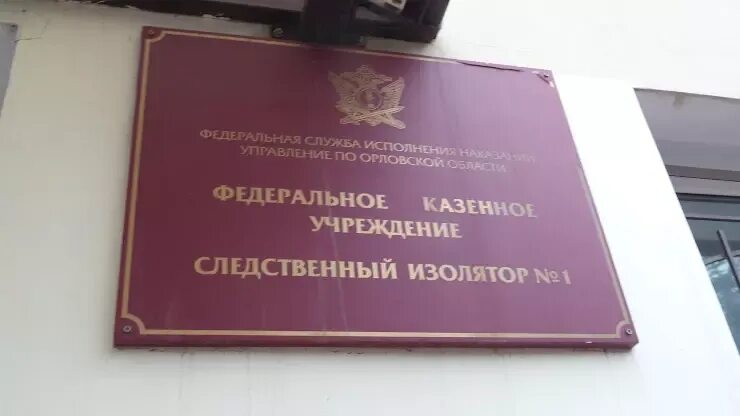 ФЕДЕРАЛЬНАЯ СЛУЖБА ИСПОЛНЕНИЯ НАКАЗАНИЙ
УПРАВЛЕНИЕ ПО ОРЛОВСКОЙ ОБЛАСТИ
ФЕДЕРАЛЬНОЕ КАЗЕННОЕ
УЧРЕЖДЕНИЕ
СЛЕДСТВЕННЫЙ ИЗОЛЯТОР №1